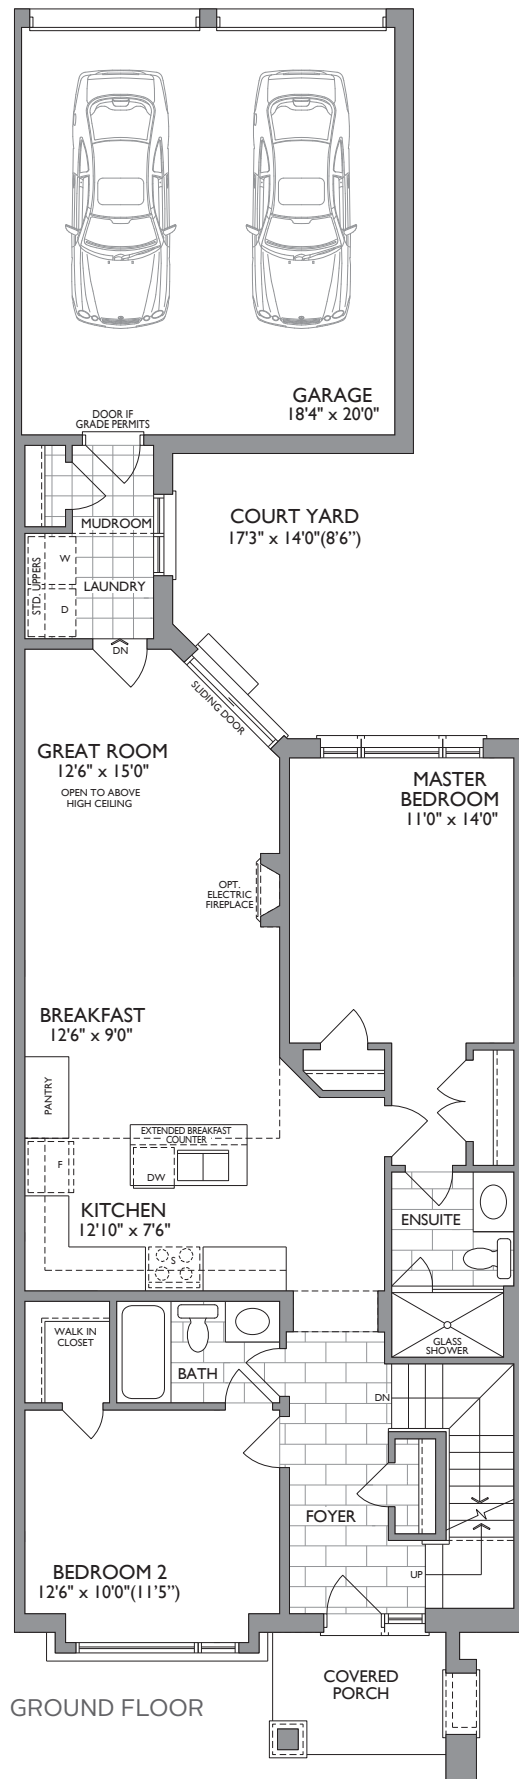 GARAGE
18'4" x 20'0"
DOOR IF
GRADE PERMITS
MUDROOM
COURT YARD
17'3" x 14'0"(8'6")
STD. UPPERS
W
LAUNDRY
D
DN
SLIDING DOOR
GREAT ROOM
12'6" x 15'0"
OPEN TO ABOVE
HIGH CEILING
MASTER
BEDROOM
11'0" x 14'0"
OPT.
ELECTRIC
FIREPLACE
BREAKFAST
12'6" x 9'0"
PANTRY
EXTENDED BREAKFAST
COUNTER
F
DW
KITCHEN
12'10" x 7'6"
S
ENSUITE
WALK IN
CLOSET
BATH
GLASS
SHOWER
DN
FOYER
BEDROOM 2
12'6" x 10'0"(11'5")
UP
COVERED
PORCH
GROUND FLOOR